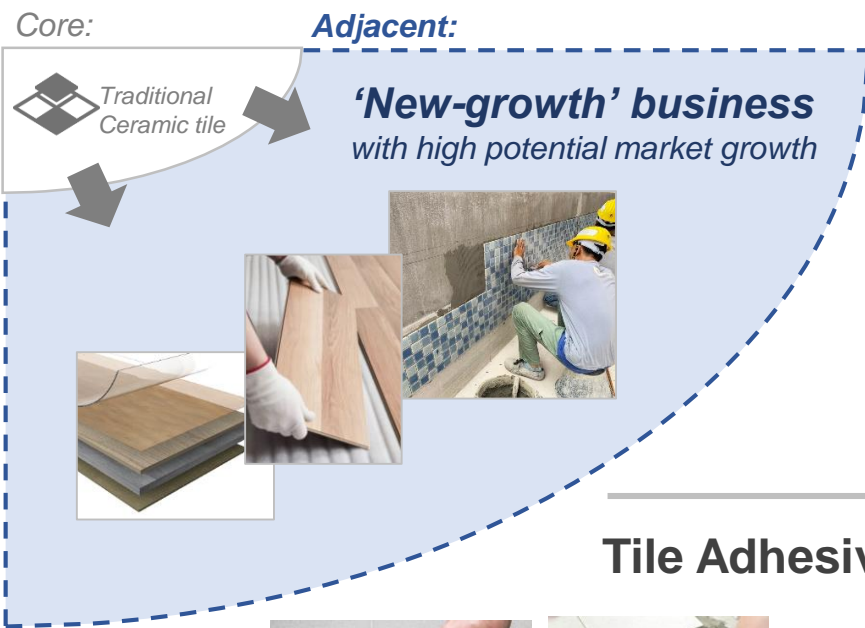 Core:
Adjacent:
Traditional
Ceramic tile
‘New-growth’ business
with high potential market growth
Tile Adhesiv